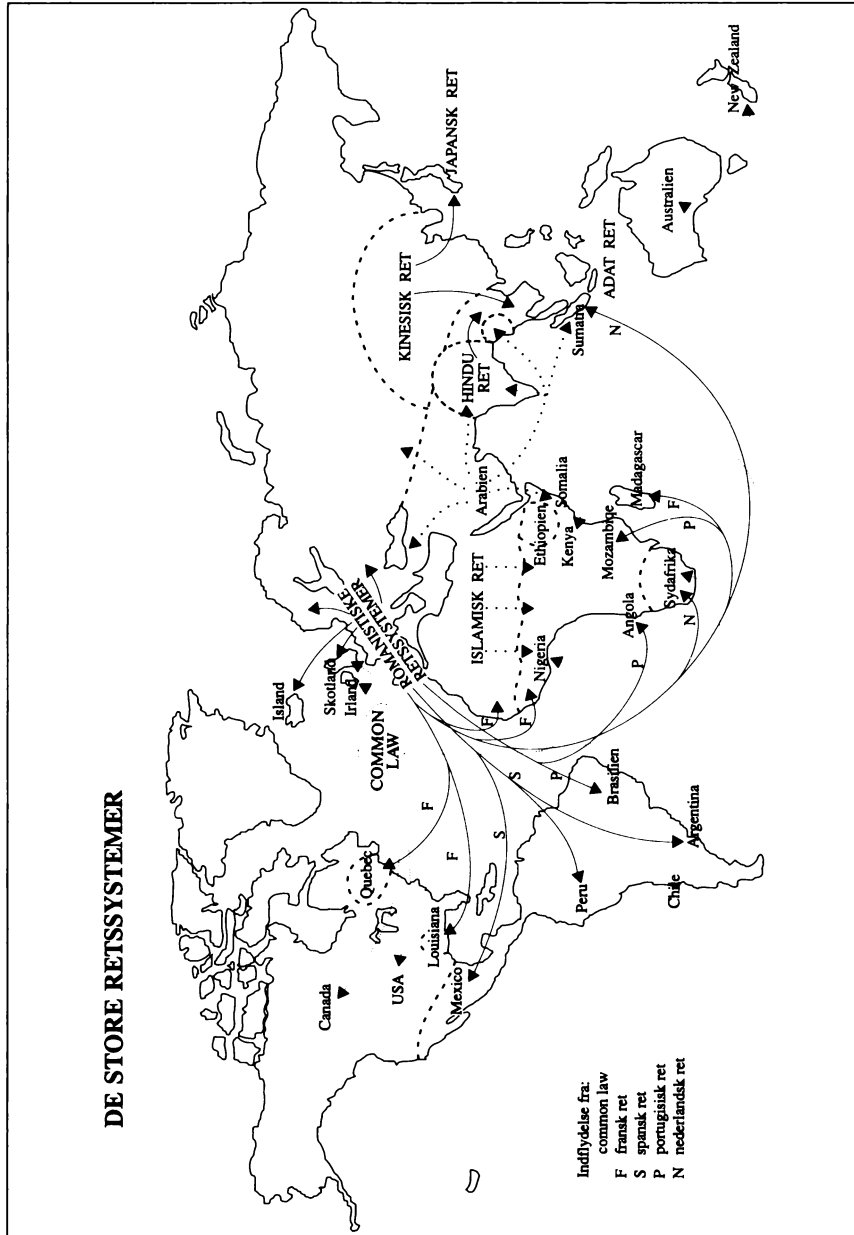 DE STORE RETSSYSTEMER
Canada
USA
Quebec
Louisiana
Mexico
Peru
Chile
Argentina
Brasilien
F
F
S
S
P
COMMON
LAW
Island
Skotland
Irland
ROMANISTISKE
RETSSYSTEMER
F
F
P
N
ISLAMISK RET
Nigeria
Angola
Sydafrika
Ethiopien
Somalia
Kenya
Mozambiqe
Madagascar
F
P
Arabien
HINDU
RET
KINESISK RET
JAPANSK RET
Sumatra
N
ADAT RET
Australien
New Zealand
Indflydelse fra:
common law
F fransk ret
S spansk ret
P portugisisk ret
N nederlandsk ret